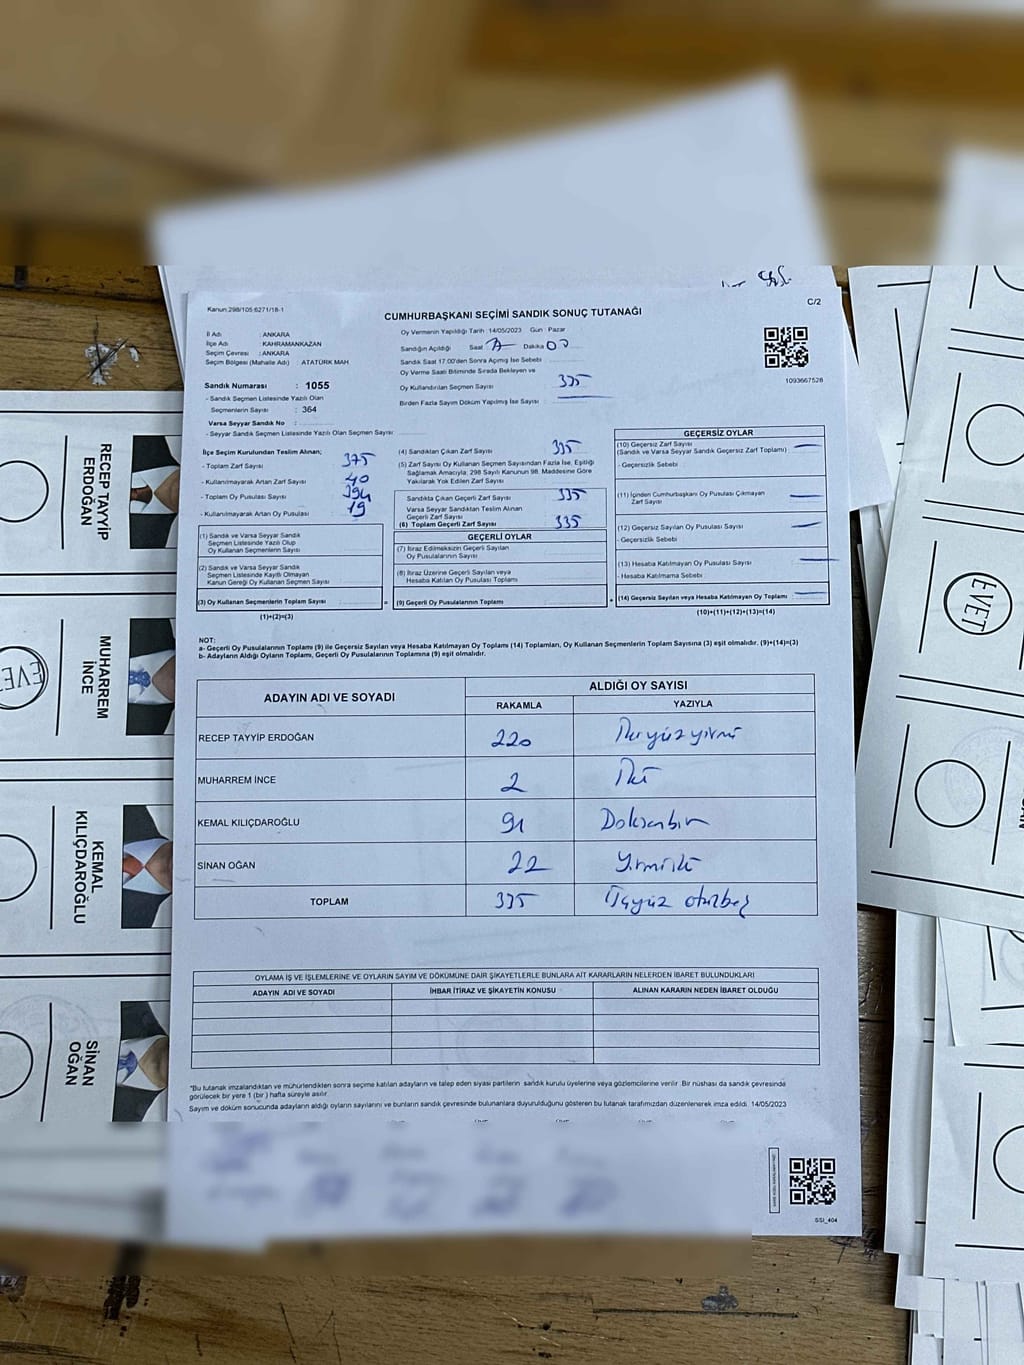 Kanun:298/105:6271/18-1
C/2
CUMHURBAŞKANI SEÇİMİ SANDIK SONUÇ TUTANAĞI
İl Adı : ANKARA
İlçe Adı : KAHRAMANKAZAN
Seçim Çevresi : ANKARA
Seçim Bölgesi (Mahalle Adı) : ATATÜRK MAH
Sandık Numarası : 1055
- Sandık Seçmen Listesinde Yazılı Olan
Seçmenlerin Sayısı : 364
Varsa Seyyar Sandık No :
- Seyyar Sandık Seçmen Listesinde Yazılı Olan Seçmen Sayısı
Oy Vermenin Yapıldığı Tarih :14/05/2023 Gün : Pazar
Sandığın Açıldığı Saat Dakika 00
Sandık Saat 17.00'den Sonra Açılmış İse Sebebi
Oy Verme Saati Bitiminde Sırada Bekleyen ve
Oy Kullandırılan Seçmen Sayısı 335
Birden Fazla Sayım Döküm Yapılmış İse Sayısı
1093667528
İlçe Seçim Kurulundan Teslim Alınan;
- Toplam Zarf Sayısı 375
- Kullanılmayarak Artan Zarf Sayısı 40
- Toplam Oy Pusulası Sayısı 394
- Kullanılmayarak Artan Oy Pusulası
(4) Sandıktan Çıkan Zarf Sayısı 335
(5) Zarf Sayısı Oy Kullanan Seçmen Sayısından Fazla İse, Eşitliği
Sağlamak Amacıyla; 298 Sayılı Kanunun 98. Maddesine Göre
Yakılarak Yok Edilen Zarf Sayısı
Sandıkta Çıkan Geçerli Zarf Sayısı 335
Varsa Seyyar Sandıktan Teslim Alınan
Geçerli Zarf Sayısı
(6) Toplam Geçerli Zarf Sayısı 335
GEÇERSİZ OYLAR
(10) Geçersiz Zarf Sayısı
(Sandık ve Varsa Seyyar Sandık Geçersiz Zarf Toplamı)
- Geçersizlik Sebebi
(11) İçinden Cumhurbaşkanı Oy Pusulası Çıkmayan
Zarf Sayısı
(12) Geçersiz Sayılan Oy Pusulası Sayısı
- Geçersizlik Sebebi
(13) Hesaba Katılmayan Oy Pusulası Sayısı
- Hesaba Katılmama Sebebi
(14) Geçersiz Sayılan veya Hesaba Katılmayan Oy Toplamı
(10)+(11)+(12)+(13)=(14)
(1) Sandık ve Varsa Seyyar Sandık
Seçmen Listesinde Yazılı Olup
Oy Kullanan Seçmenlerin Sayısı
(2) Sandık ve Varsa Seyyar Sandık
Seçmen Listesinde Kayıtlı Olmayan
Kanun Gereği Oy Kullanan Seçmen Sayısı
(3) Oy Kullanan Seçmenlerin Toplam Sayısı =
(1)+(2)=(3)
GEÇERLİ OYLAR
(7) İtiraz Edilmeksizin Geçerli Sayılan
Oy Pusulalarının Sayısı
(8) İtiraz Üzerine Geçerli Sayılan veya
Hesaba Katılan Oy Pusulası Toplamı
(9) Geçerli Oy Pusulalarının Toplamı +
NOT:
a- Geçerli Oy Pusulalarının Toplamı (9) ile Geçersiz Sayılan veya Hesaba Katılmayan Oy Toplamı (14) Toplamları, Oy Kullanan Seçmenlerin Toplam Sayısına (3) eşit olmalıdır. (9)+(14)=(3)
b- Adayların Aldığı Oyların Toplamı, Geçerli Oy Pusulalarının Toplamına (9) eşit olmalıdır.
ADAYIN ADI VE SOYADI ALDIĞI OY SAYISI
RAKAMLA YAZIYLA
RECEP TAYYİP ERDOĞAN 220 İkiyüzyirmi
MUHARREM İNCE 2 İki
KEMAL KILIÇDAROĞLU 91 Doksanbir
SİNAN OĞAN 22 Yirmiiki
TOPLAM 335 Üçyüz otuzbeş
OYLAMA İŞ VE İŞLEMLERİNE VE OYLARIN SAYIM VE DÖKÜMÜNE DAİR ŞİKAYETLERLE BUNLARA AİT KARARLARIN NELERDEN İBARET BULUNDUKLARI
ADAYIN ADI VE SOYADI İHBAR İTİRAZ VE ŞİKAYETİN KONUSU ALINAN KARARIN NEDEN İBARET OLDUĞU
*Bu tutanak imzalandıktan ve mühürlendikten sonra seçime katılan adayların ve talep eden siyasi partilerin sandık kurulu üyelerine veya gözlemcilerine verilir. Bir nüshası da sandık çevresinde
görülecek bir yere 1 (bir) hafta süreyle asılır.
Sayım ve döküm sonucunda adayların aldığı oyların sayılarını ve bunların sandık çevresinde bulunanlara duyurulduğunu gösteren bu tutanak tarafımızdan düzenlenerek imza edildi. 14/05/2023
SSI_404
RECEP TAYYİP
ERDOĞAN
MUHARREM
İNCE
EVET
KEMAL
KILIÇDAROĞLU
SİNAN
OĞAN
EVET